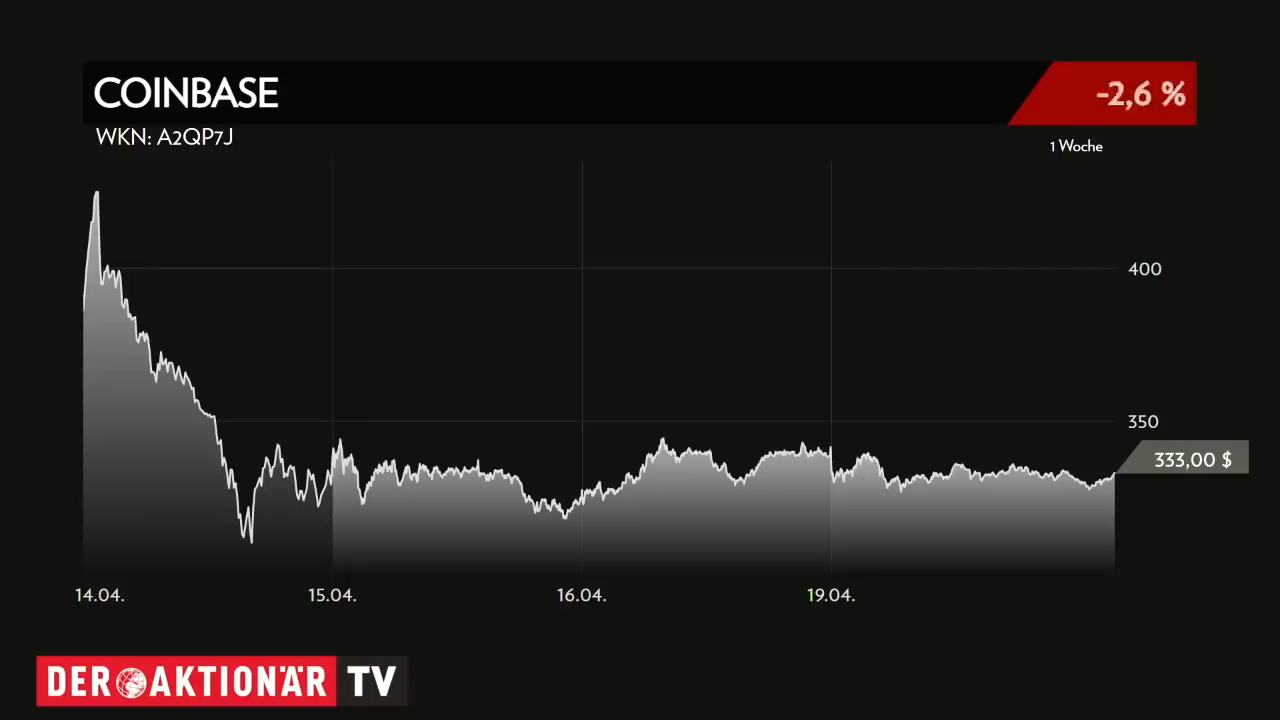 COINBASE
-2,6 %
WKN: A2QP7J
1 Woche
400
350
333,00 $
14.04.
15.04.
16.04.
19.04.
DER AKTIONÄR TV